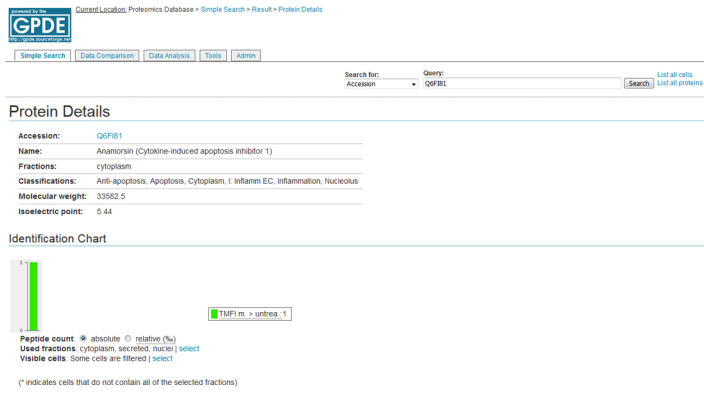 powered by the
GPDE
http://gpde.sourceforge.net
Current Location: Proteomics Database > Simple Search > Result > Protein Details
Simple Search Data Comparison Data Analysis Tools Admin
Search for: Query:
Accession Q6FI81 Search
List all cells
List all proteins
Protein Details
Accession: Q6FI81
Name: Anamorsin (Cytokine-induced apoptosis inhibitor 1)
Fractions: cytoplasm
Classifications: Anti-apoptosis, Apoptosis, Cytoplasm, I: Inflamm EC, Inflammation, Nucleolus
Molecular weight: 33582.5
Isoelectric point: 5.44
Identification Chart
1
TMFI m. > untrea.:1
0
Peptide count: absolute relative (‰)
Used fractions: cytoplasm, secreted, nuclei | select
Visible cells: Some cells are filtered | select
(* indicates cells that do not contain all of the selected fractions)